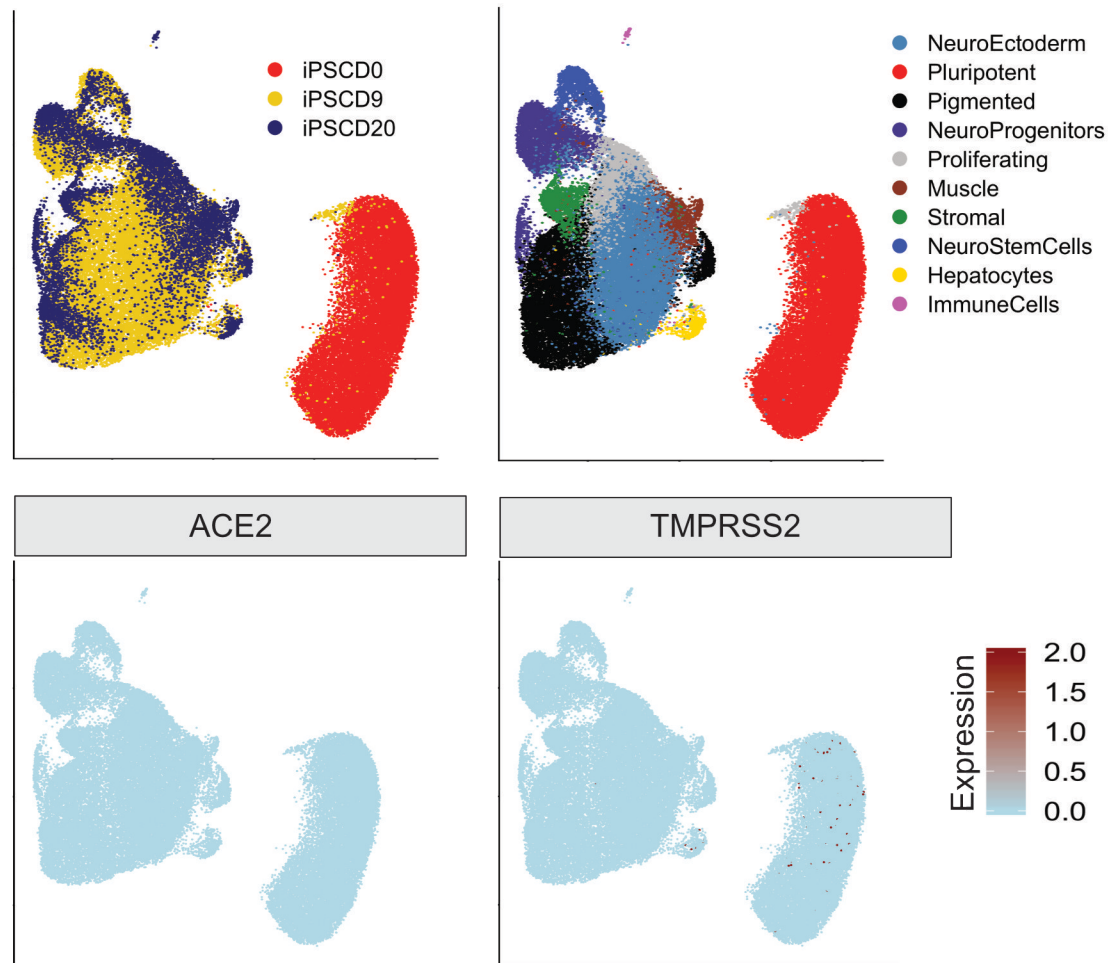 iPSCD0
iPSCD9
iPSCD20
NeuroEctoderm
Pluripotent
Pigmented
NeuroProgenitors
Proliferating
Muscle
Stromal
NeuroStemCells
Hepatocytes
ImmuneCells
ACE2
TMPRSS2
Expression
2.0
1.5
1.0
0.5
0.0